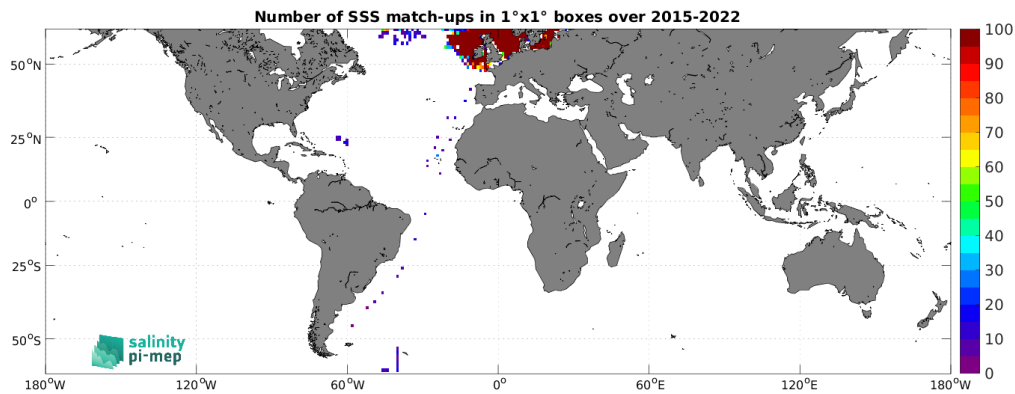 Number of SSS match-ups in 1°x1° boxes over 2015-2022
50°N
25°N
0°
25°S
50°S
180°W
120°W
60°W
0°
60°E
120°E
180°W
100
90
80
70
60
50
40
30
20
10
0
salinity
pi-mep